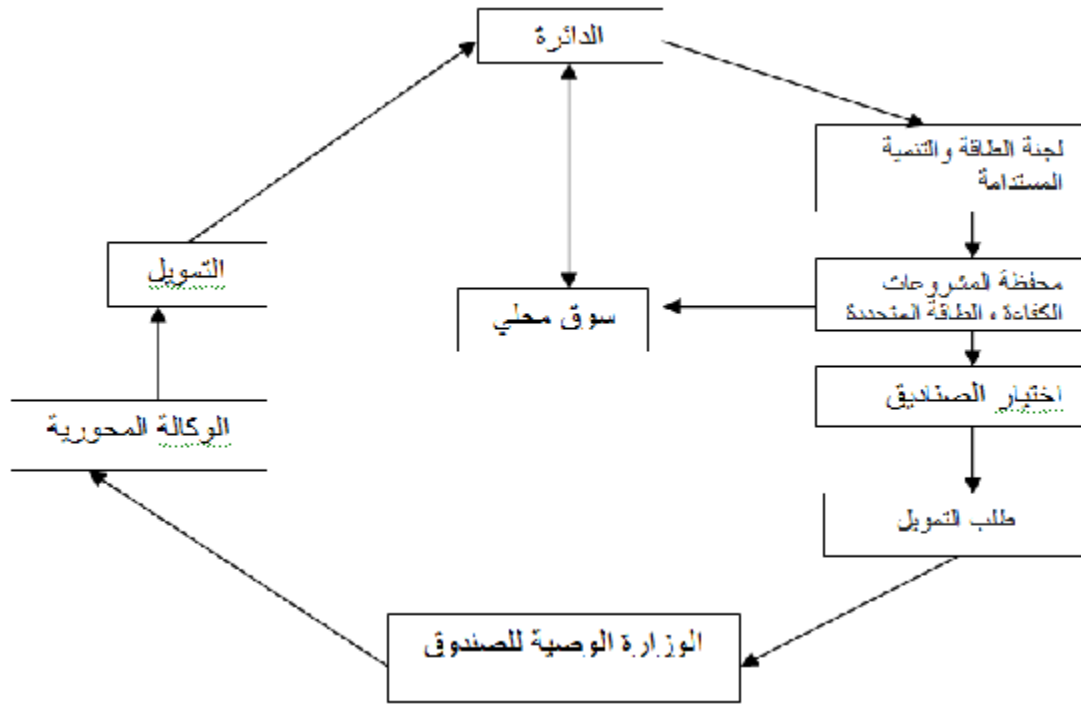 الدائرة
لجنة الطاقة والتنمية
المستدامة
محفظة المشروعات
الكفاءة و الطاقة المتجددة
سوق محلي
اختيار الصناديق
طلب التمويل
الوزارة الوصية للصندوق
الوكالة المحورية
التمويل